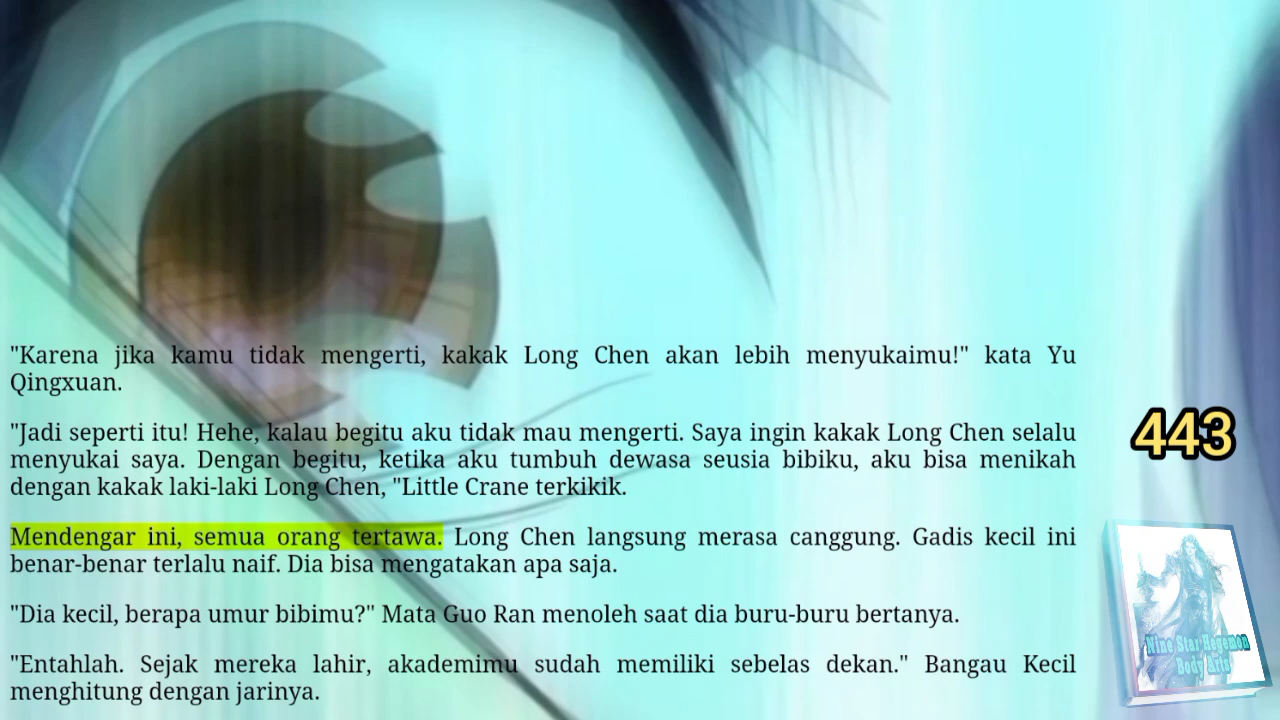 "Karena jika kamu tidak mengerti, kakak Long Chen akan lebih menyukaimu!" kata Yu
Qingxuan.
"Jadi seperti itu! Hehe, kalau begitu aku tidak mau mengerti. Saya ingin kakak Long Chen selalu
menyukai saya. Dengan begitu, ketika aku tumbuh dewasa seusia bibiku, aku bisa menikah
dengan kakak laki-laki Long Chen, "Little Crane terkikik.
Mendengar ini, semua orang tertawa. Long Chen langsung merasa canggung. Gadis kecil ini
benar-benar terlalu naif. Dia bisa mengatakan apa saja.
"Dia kecil, berapa umur bibimu?" Mata Guo Ran menoleh saat dia buru-buru bertanya.
"Entahlah. Sejak mereka lahir, akademimu sudah memiliki sebelas dekan." Bangau Kecil
menghitung dengan jarinya.
443
Nine Star Hegemon
Body Arts